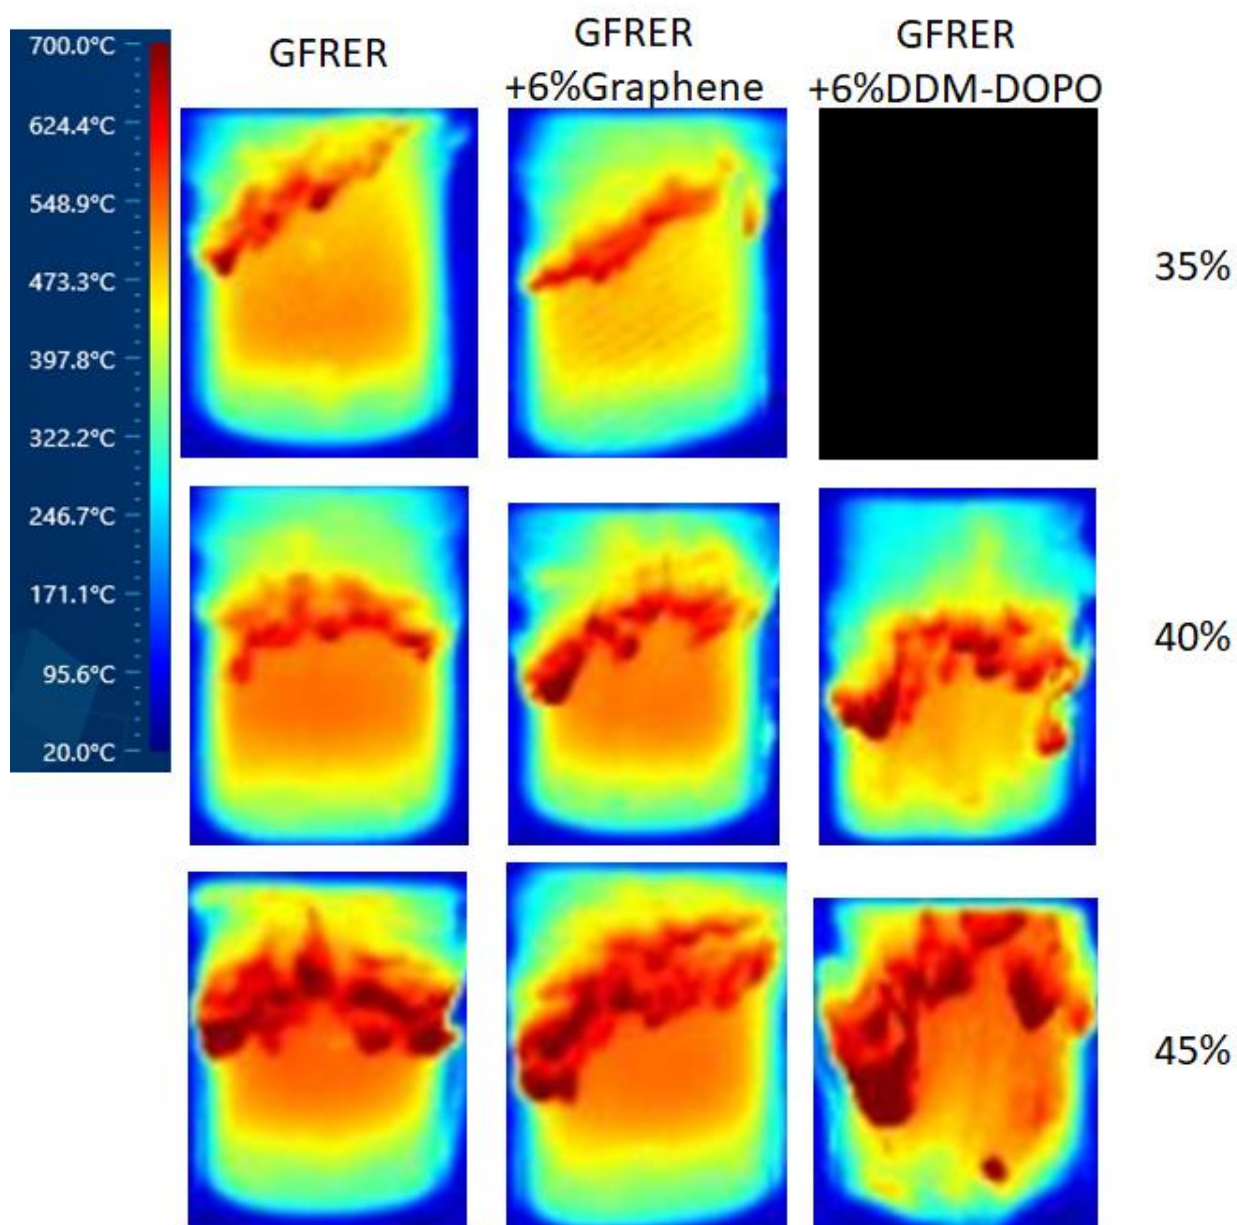 700.0°C
624.4°C
548.9°C
473.3°C
397.8°C
322.2°C
246.7°C
171.1°C
95.6°C
20.0°C
GFRER
GFRER
+6%Graphene
GFRER
+6%DDM-DOPO
35%
40%
45%